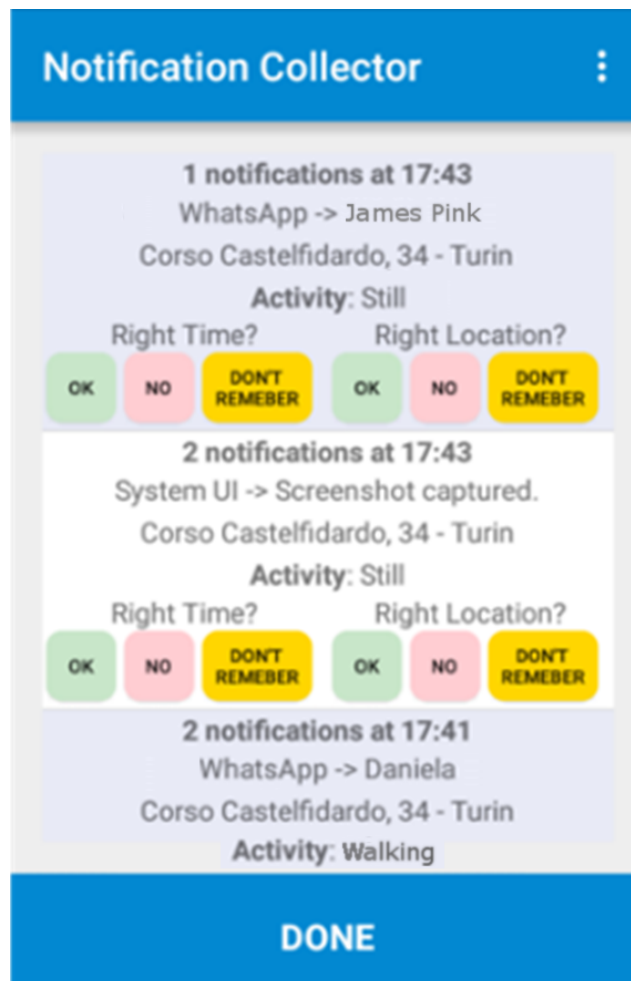 Notification Collector
1 notifications at 17:43
WhatsApp -> James Pink
Corso Castelfidardo, 34 - Turin
Activity: Still
Right Time? Right Location?
OK NO DON'T REMEBER OK NO DON'T REMEBER
2 notifications at 17:43
System UI -> Screenshot captured.
Corso Castelfidardo, 34 - Turin
Activity: Still
Right Time? Right Location?
OK NO DON'T REMEBER OK NO DON'T REMEBER
2 notifications at 17:41
WhatsApp -> Daniela
Corso Castelfidardo, 34 - Turin
Activity: Walking
DONE